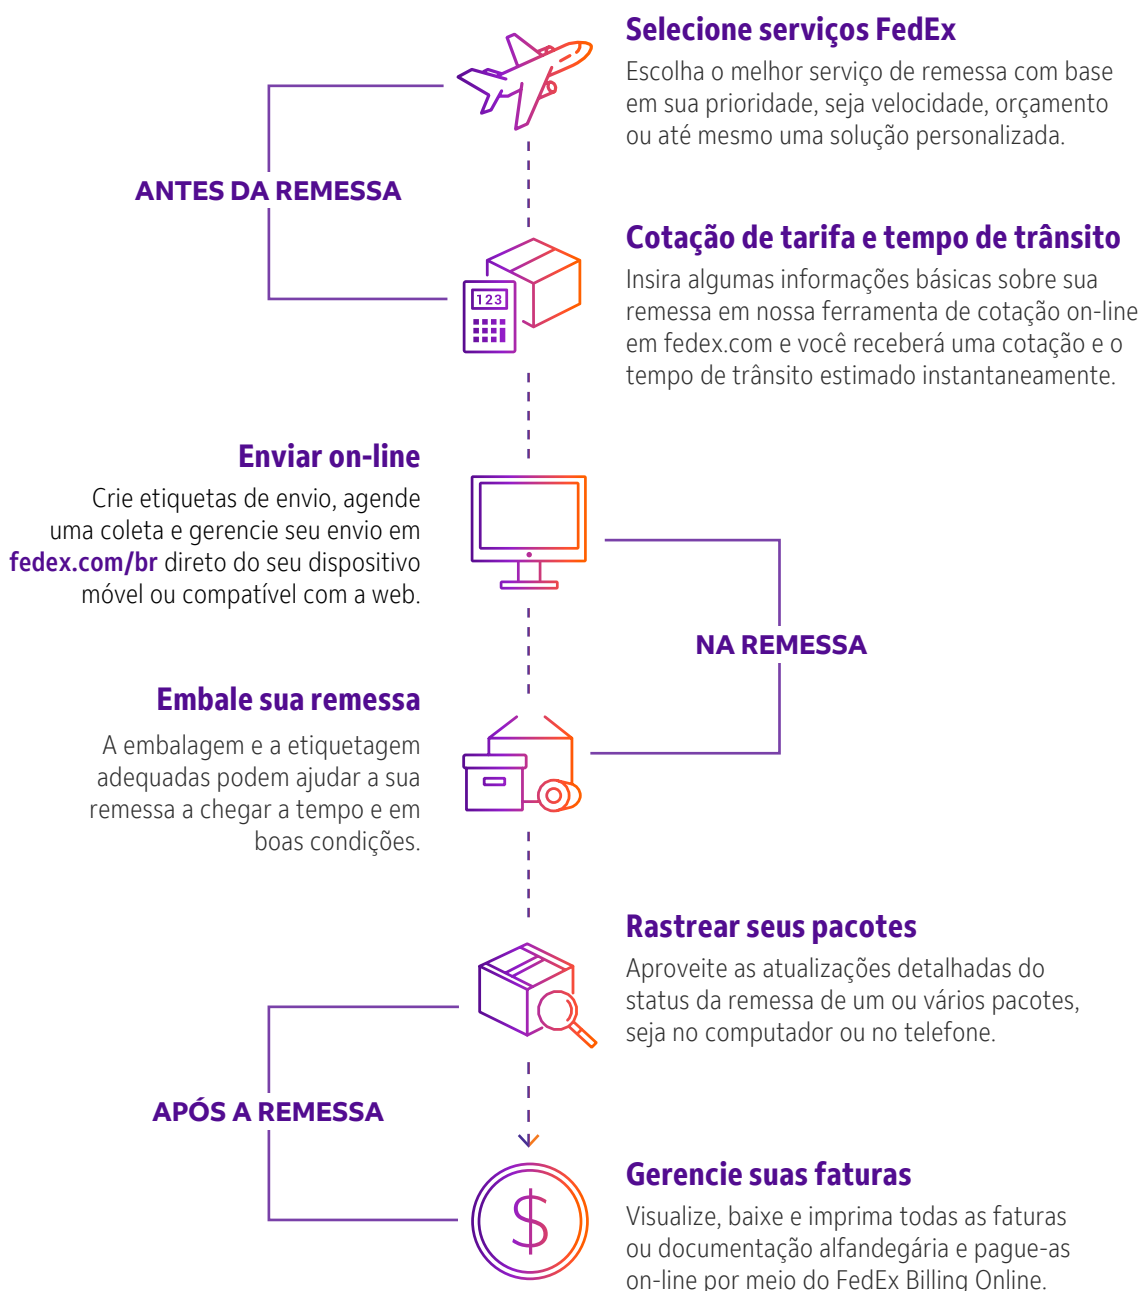 Selecione serviços FedEx
Escolha o melhor serviço de remessa com base
em sua prioridade, seja velocidade, orçamento
ou até mesmo uma solução personalizada.
ANTES DA REMESSA
Cotação de tarifa e tempo de trânsito
Insira algumas informações básicas sobre sua
remessa em nossa ferramenta de cotação on-line
em fedex.com e você receberá uma cotação e o
tempo de trânsito estimado instantaneamente.
123
Enviar on-line
Crie etiquetas de envio, agende
uma coleta e gerencie seu envio em
fedex.com/br direto do seu dispositivo
móvel ou compatível com a web.
NA REMESSA
Embale sua remessa
A embalagem e a etiquetagem
adequadas podem ajudar a sua
remessa a chegar a tempo e em
boas condições.
Rastrear seus pacotes
Aproveite as atualizações detalhadas do
status da remessa de um ou vários pacotes,
seja no computador ou no telefone.
APÓS A REMESSA
$
Gerencie suas faturas
Visualize, baixe e imprima todas as faturas
ou documentação alfandegária e pague-as
on-line por meio do FedEx Billing Online.